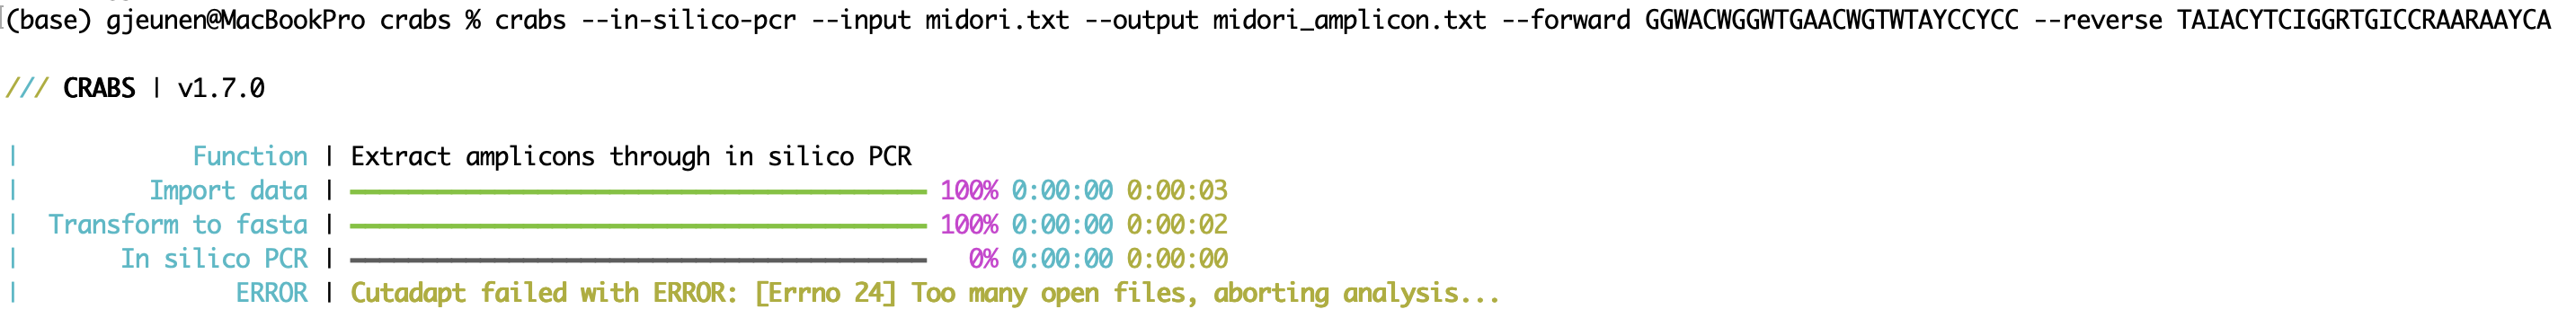 (base) gjeunen@MacBookPro crabs % crabs --in-silico-pcr --input midori.txt --output midori_amplicon.txt --forward GGWACWGGWTGAACWGTWTAYCCYCC --reverse TAIACYTCIGGRTGICCRAARAAYCA
/// CRABS | v1.7.0
| Function | Extract amplicons through in silico PCR
| Import data | 100% 0:00:00 0:00:03
| Transform to fasta | 100% 0:00:00 0:00:02
| In silico PCR | 0% 0:00:00 0:00:00
| ERROR | Cutadapt failed with ERROR: [Errno 24] Too many open files, aborting analysis...